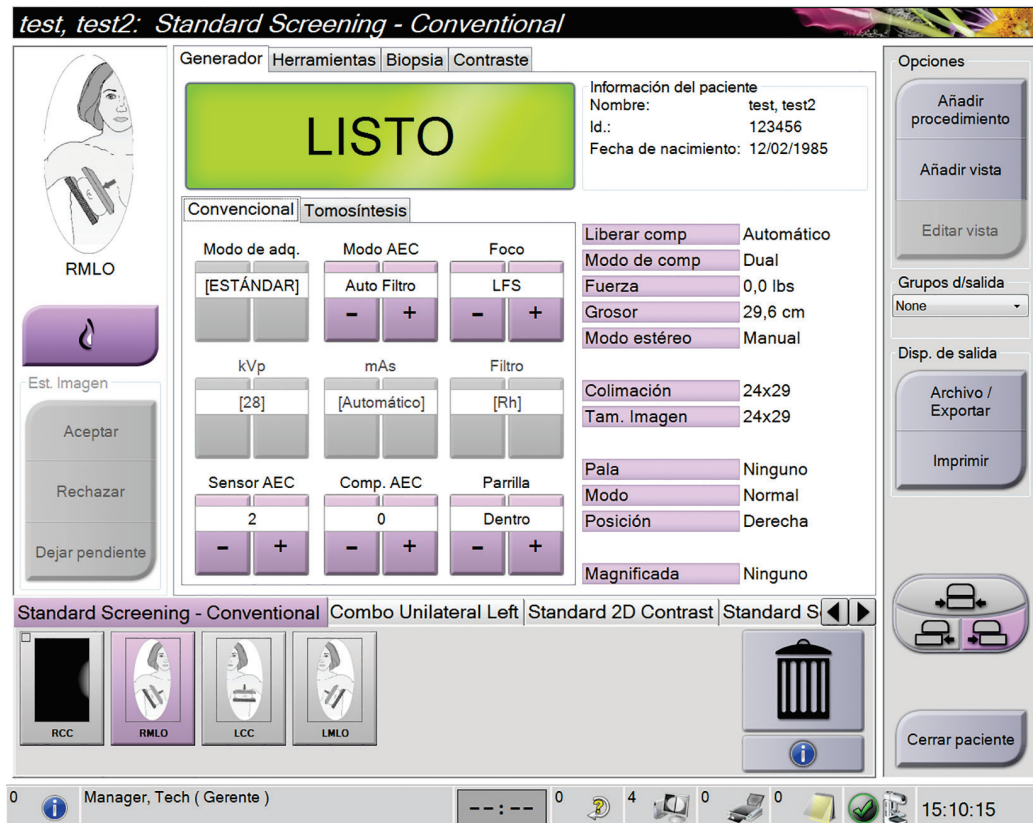 test, test2:  Standard Screening - Conventional
Generador Herramientas Biopsia Contraste
LISTO
Información del paciente
Nombre: test, test2
Id.: 123456
Fecha de nacimiento: 12/02/1985
RMLO
Est. Imagen
Aceptar
Rechazar
Dejar pendiente
Convencional Tomosíntesis
Modo de adq. Modo AEC Foco
[ESTÁNDAR] Auto Filtro LFS
- + - +
kVp mAs Filtro
[28] [Automático] [Rh]
Sensor AEC Comp. AEC Parrilla
2 0 Dentro
- + - + - +
Liberar comp Automático
Modo de comp Dual
Fuerza 0,0 lbs
Grosor 29,6 cm
Modo estéreo Manual
Colimación 24x29
Tam. Imagen 24x29
Pala Ninguno
Modo Normal
Posición Derecha
Magnificada Ninguno
Opciones
Añadir
procedimiento
Añadir vista
Editar vista
Grupos d/salida
None
Disp. de salida
Archivo /
Exportar
Imprimir
Cerrar paciente
Standard Screening - Conventional Combo Unilateral Left Standard 2D Contrast Standard
RCC RMLO LCC LMLO
0 Manager, Tech ( Gerente ) --:-- 0 4 0 0 15:10:15